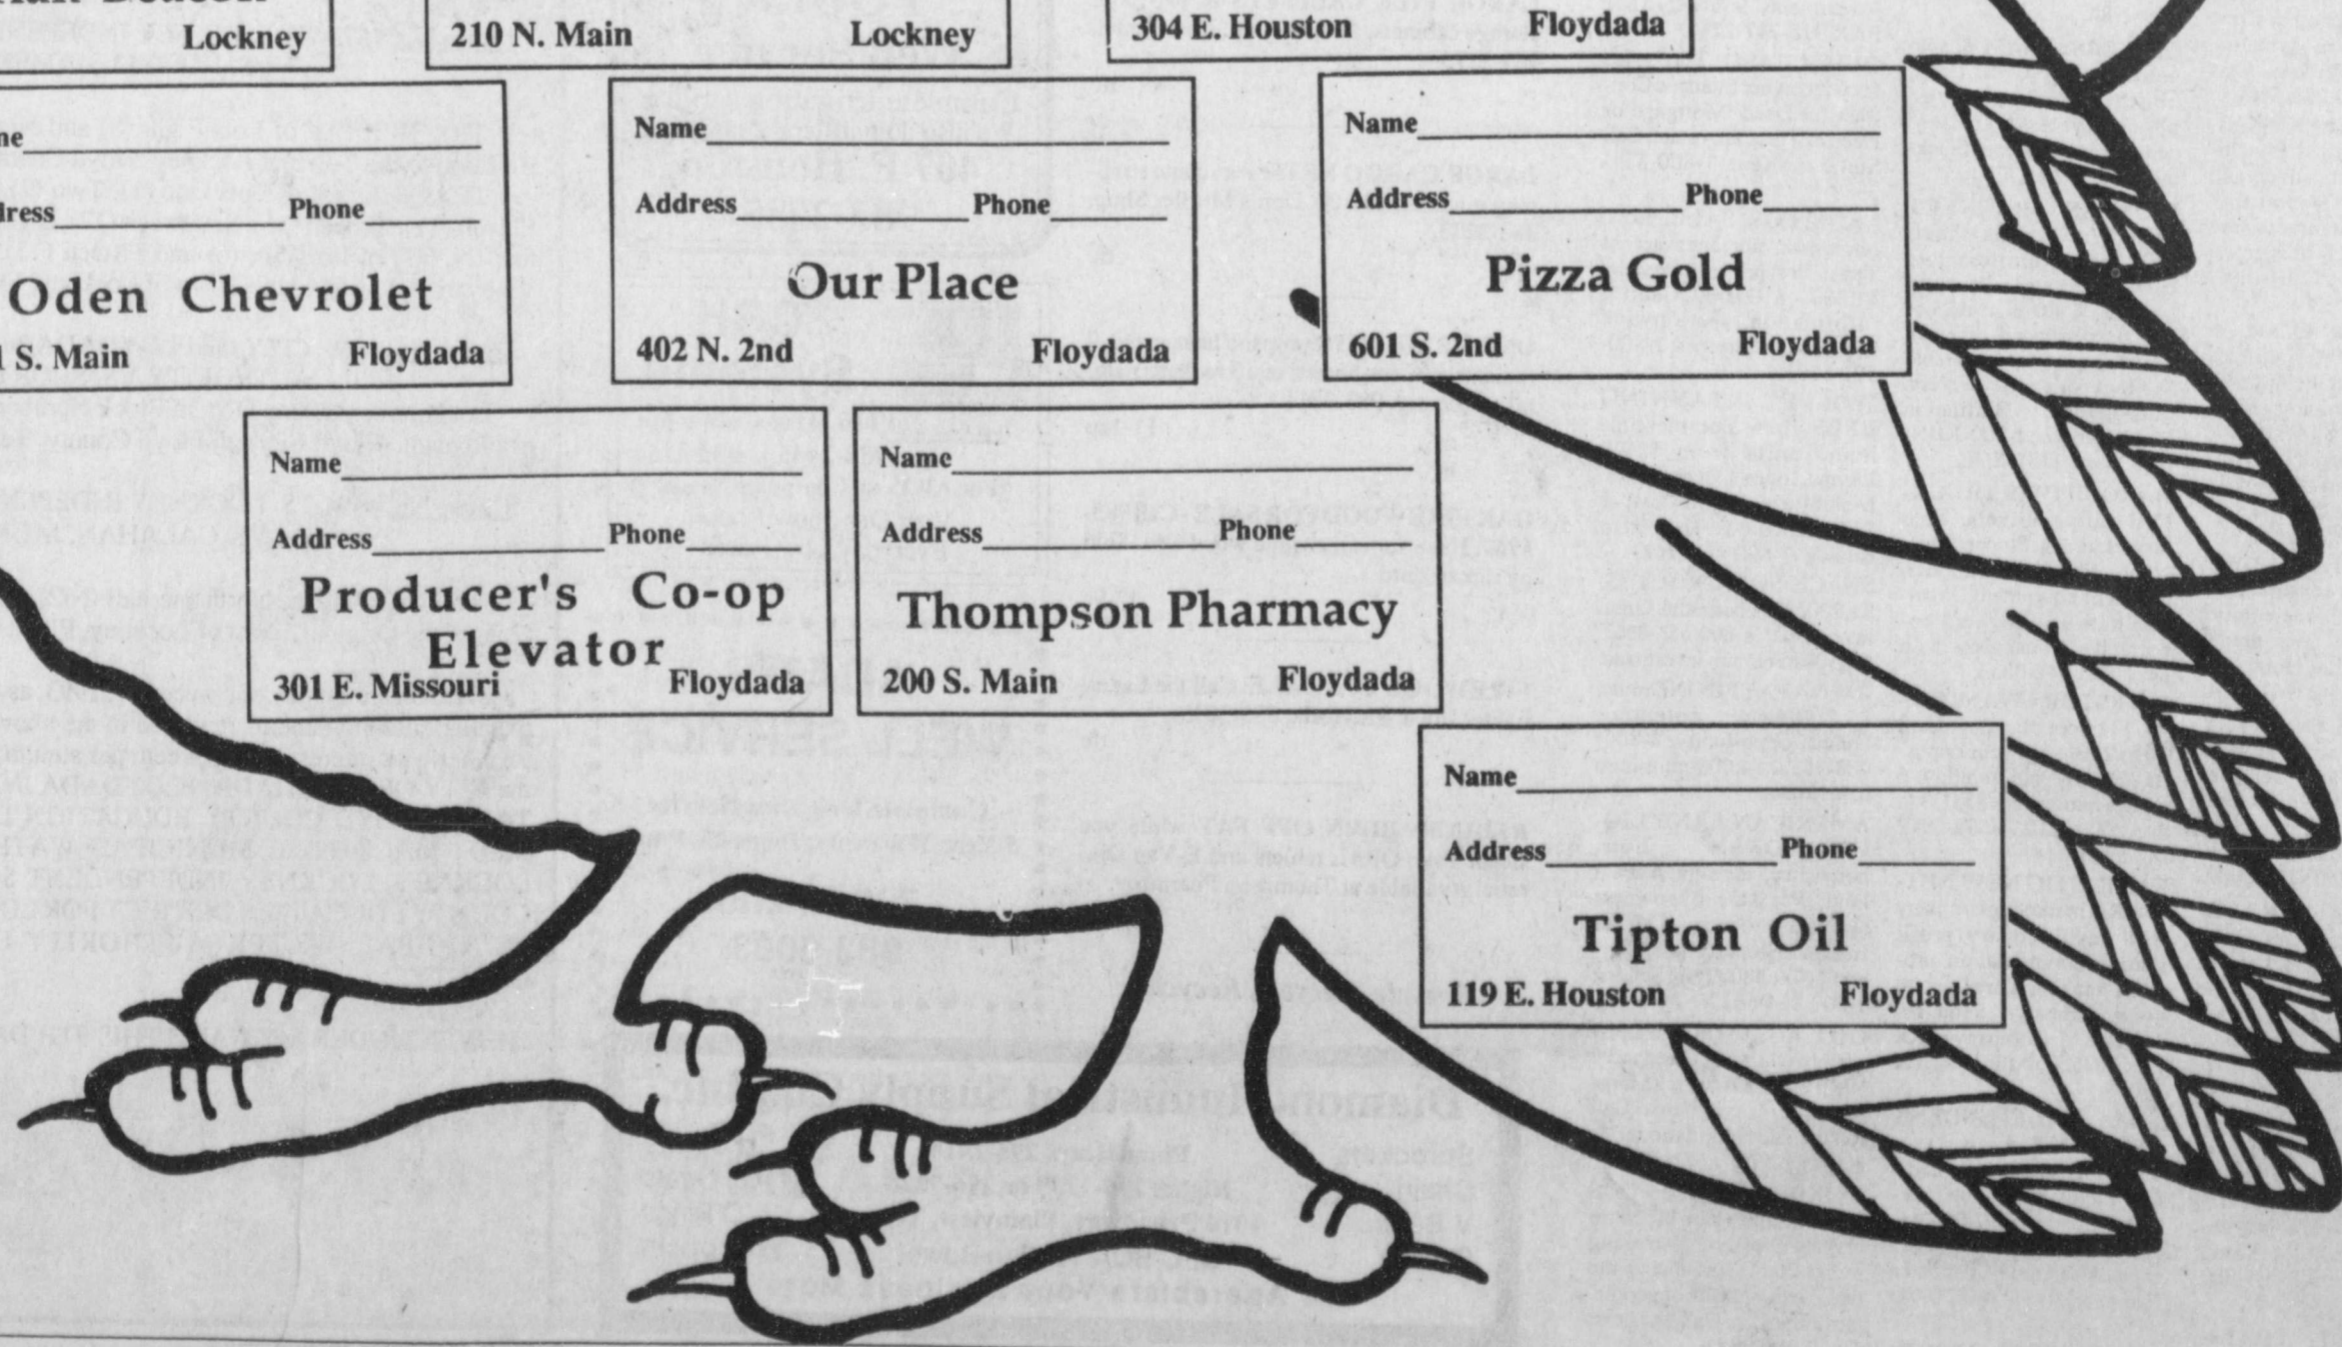 Lockney
210 N. Main Lockney
304 E. Houston Floydada
Phone
Oden Chevrolet
S. Main Floydada
Name
Address Phone
Our Place
402 N. 2nd Floydada
Name
Address Phone
Pizza Gold
601 S. 2nd Floydada
Name
Address Phone
Producer's Co-op
Elevator
301 E. Missouri Floydada
Name
Address Phone
Thompson Pharmacy
200 S. Main Floydada
Name
Address Phone
Tipton Oil
119 E. Houston Floydada